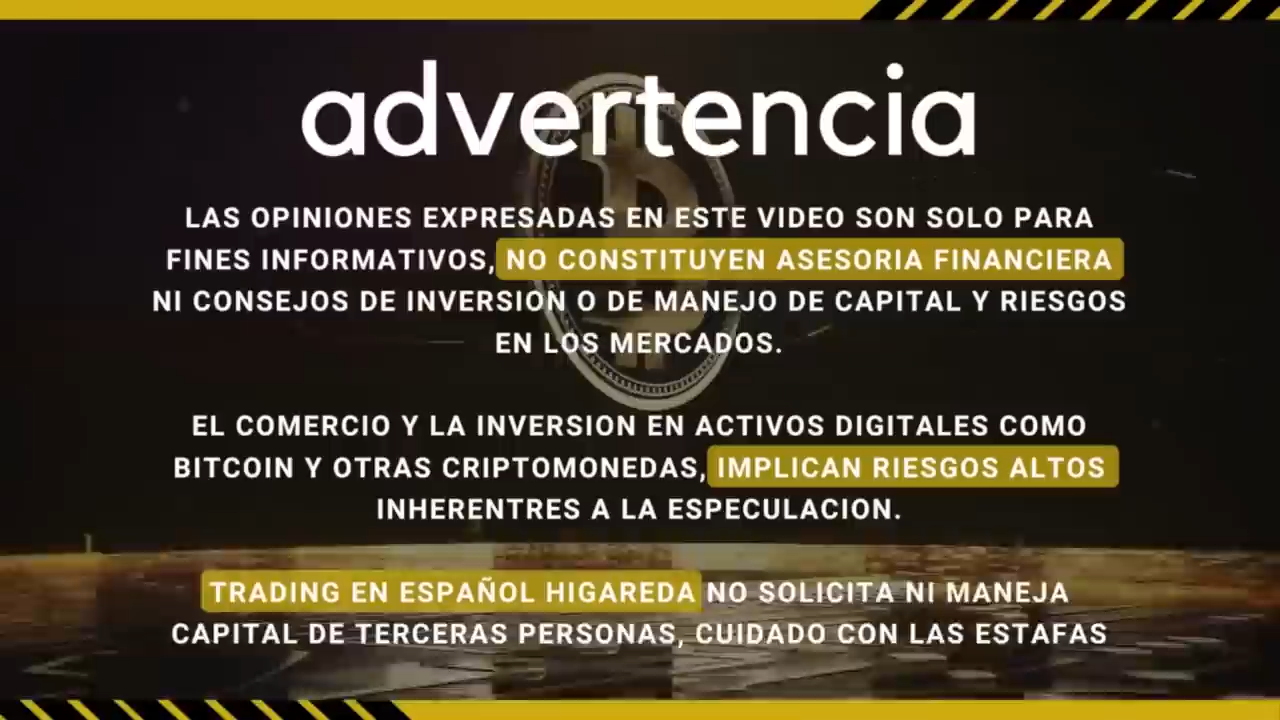 advertencia
LAS OPINIONES EXPRESADAS EN ESTE VIDEO SON SOLO PARA
FINES INFORMATIVOS, NO CONSTITUYEN ASESORIA FINANCIERA
NI CONSEJOS DE INVERSION O DE MANEJO DE CAPITAL Y RIESGOS
EN LOS MERCADOS.
EL COMERCIO Y LA INVERSION EN ACTIVOS DIGITALES COMO
BITCOIN Y OTRAS CRIPTOMONEDAS, IMPLICAN RIESGOS ALTOS
INHERENTRES A LA ESPECULACION.
TRADING EN ESPAÑOL HIGAREDA NO SOLICITA NI MANEJA
CAPITAL DE TERCERAS PERSONAS, CUIDADO CON LAS ESTAFAS